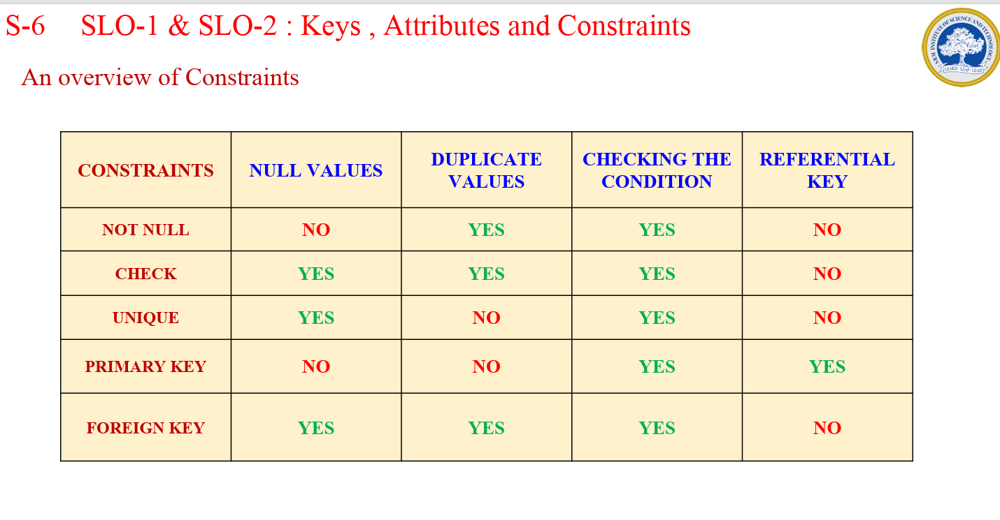 S-6 SLO-1 & SLO-2 : Keys , Attributes and Constraints
SRM INSTITUTE OF SCIENCE AND TECHNOLOGY
LEARN - LEAP - LEAD
An overview of Constraints
CONSTRAINTS NULL VALUES DUPLICATE VALUES CHECKING THE CONDITION REFERENTIAL KEY
NOT NULL NO YES YES NO
CHECK YES YES YES NO
UNIQUE YES NO YES NO
PRIMARY KEY NO NO YES YES
FOREIGN KEY YES YES YES NO